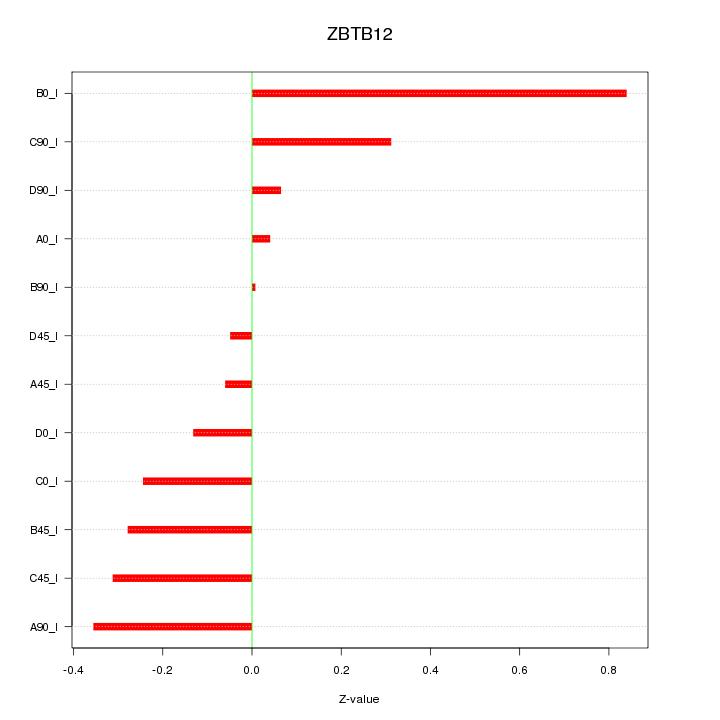 ZBTB12
B0_I
C90_I
D90_I
A0_I
B90_I
D45_I
A45_I
D0_I
C0_I
B45_I
C45_I
A90_I
-0.4 -0.2 0.0 0.2 0.4 0.6 0.8
Z-value